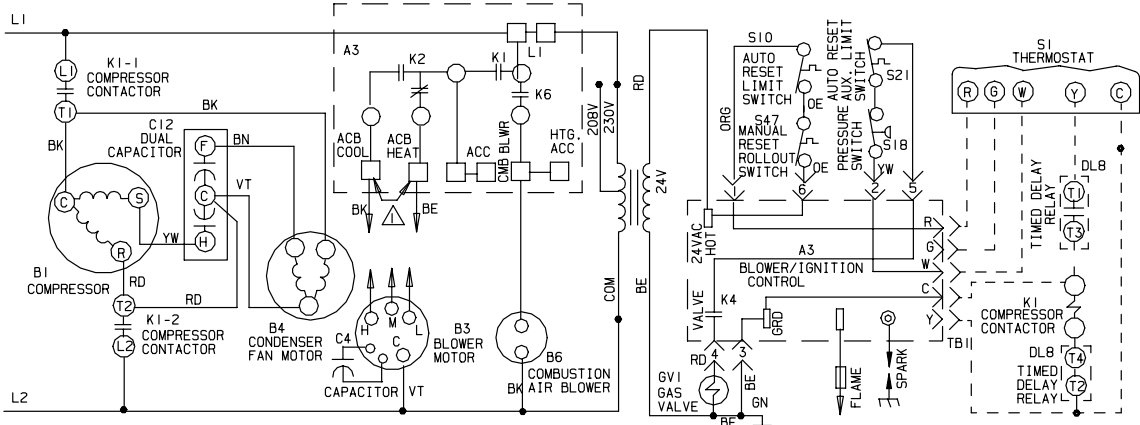 L1
L1
K1-1
COMPRESSOR
CONTACTOR
T1
BK
BK
C12
DUAL
CAPACITOR
F
BN
C
VT
H
C
S
R
YW
B1
COMPRESSOR
RD
T2
RD
K1-2
COMPRESSOR
CONTACTOR
L2
L2
B4
CONDENSER
FAN MOTOR
A3
K2
K1
L1
K6
ACB
COOL
ACB
HEAT
ACC
CMB BLWR
HTG.
ACC
BK
1
BE
H
M
L
C
C4
CAPACITOR
B3
BLOWER
MOTOR
VT
B6
COMBUSTION
AIR BLOWER
BK
208V
230V
RD
24V
COM
BE
S10
AUTO
RESET
LIMIT
SWITCH
OE
S47
MANUAL
RESET
ROLLOUT
SWITCH
OE
ORG
AUTO RESET
AUX. LIMIT
SWITCH
S21
PRESSURE
SWITCH
S18
YW
6
2
5
24VAC
HOT
A3
BLOWER/IGNITION
CONTROL
R
G
W
C
Y
TB1
VALVE
K4
GRD
RD
4
3
BE
GV1
GAS
VALVE
GN
BE
FLAME
SPARK
S1
THERMOSTAT
R
G
W
Y
C
DL8
T1
T3
TIMED DELAY
RELAY
K1
COMPRESSOR
CONTACTOR
DL8
T4
TIMED
DELAY
RELAY
T2